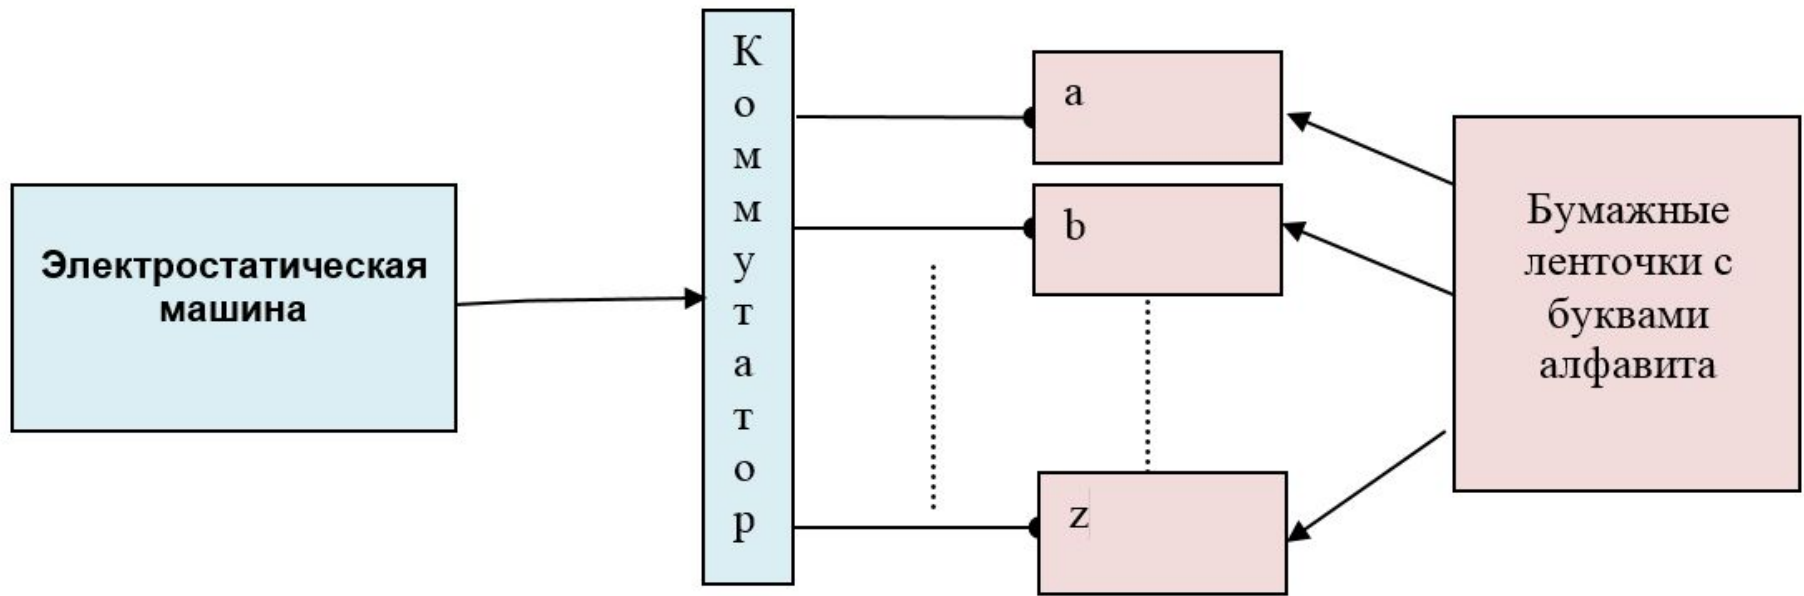 Электростатическая
машина
К
о
м
м
у
т
а
т
о
р
a
b
z
Бумажные
ленточки с
буквами
алфавита